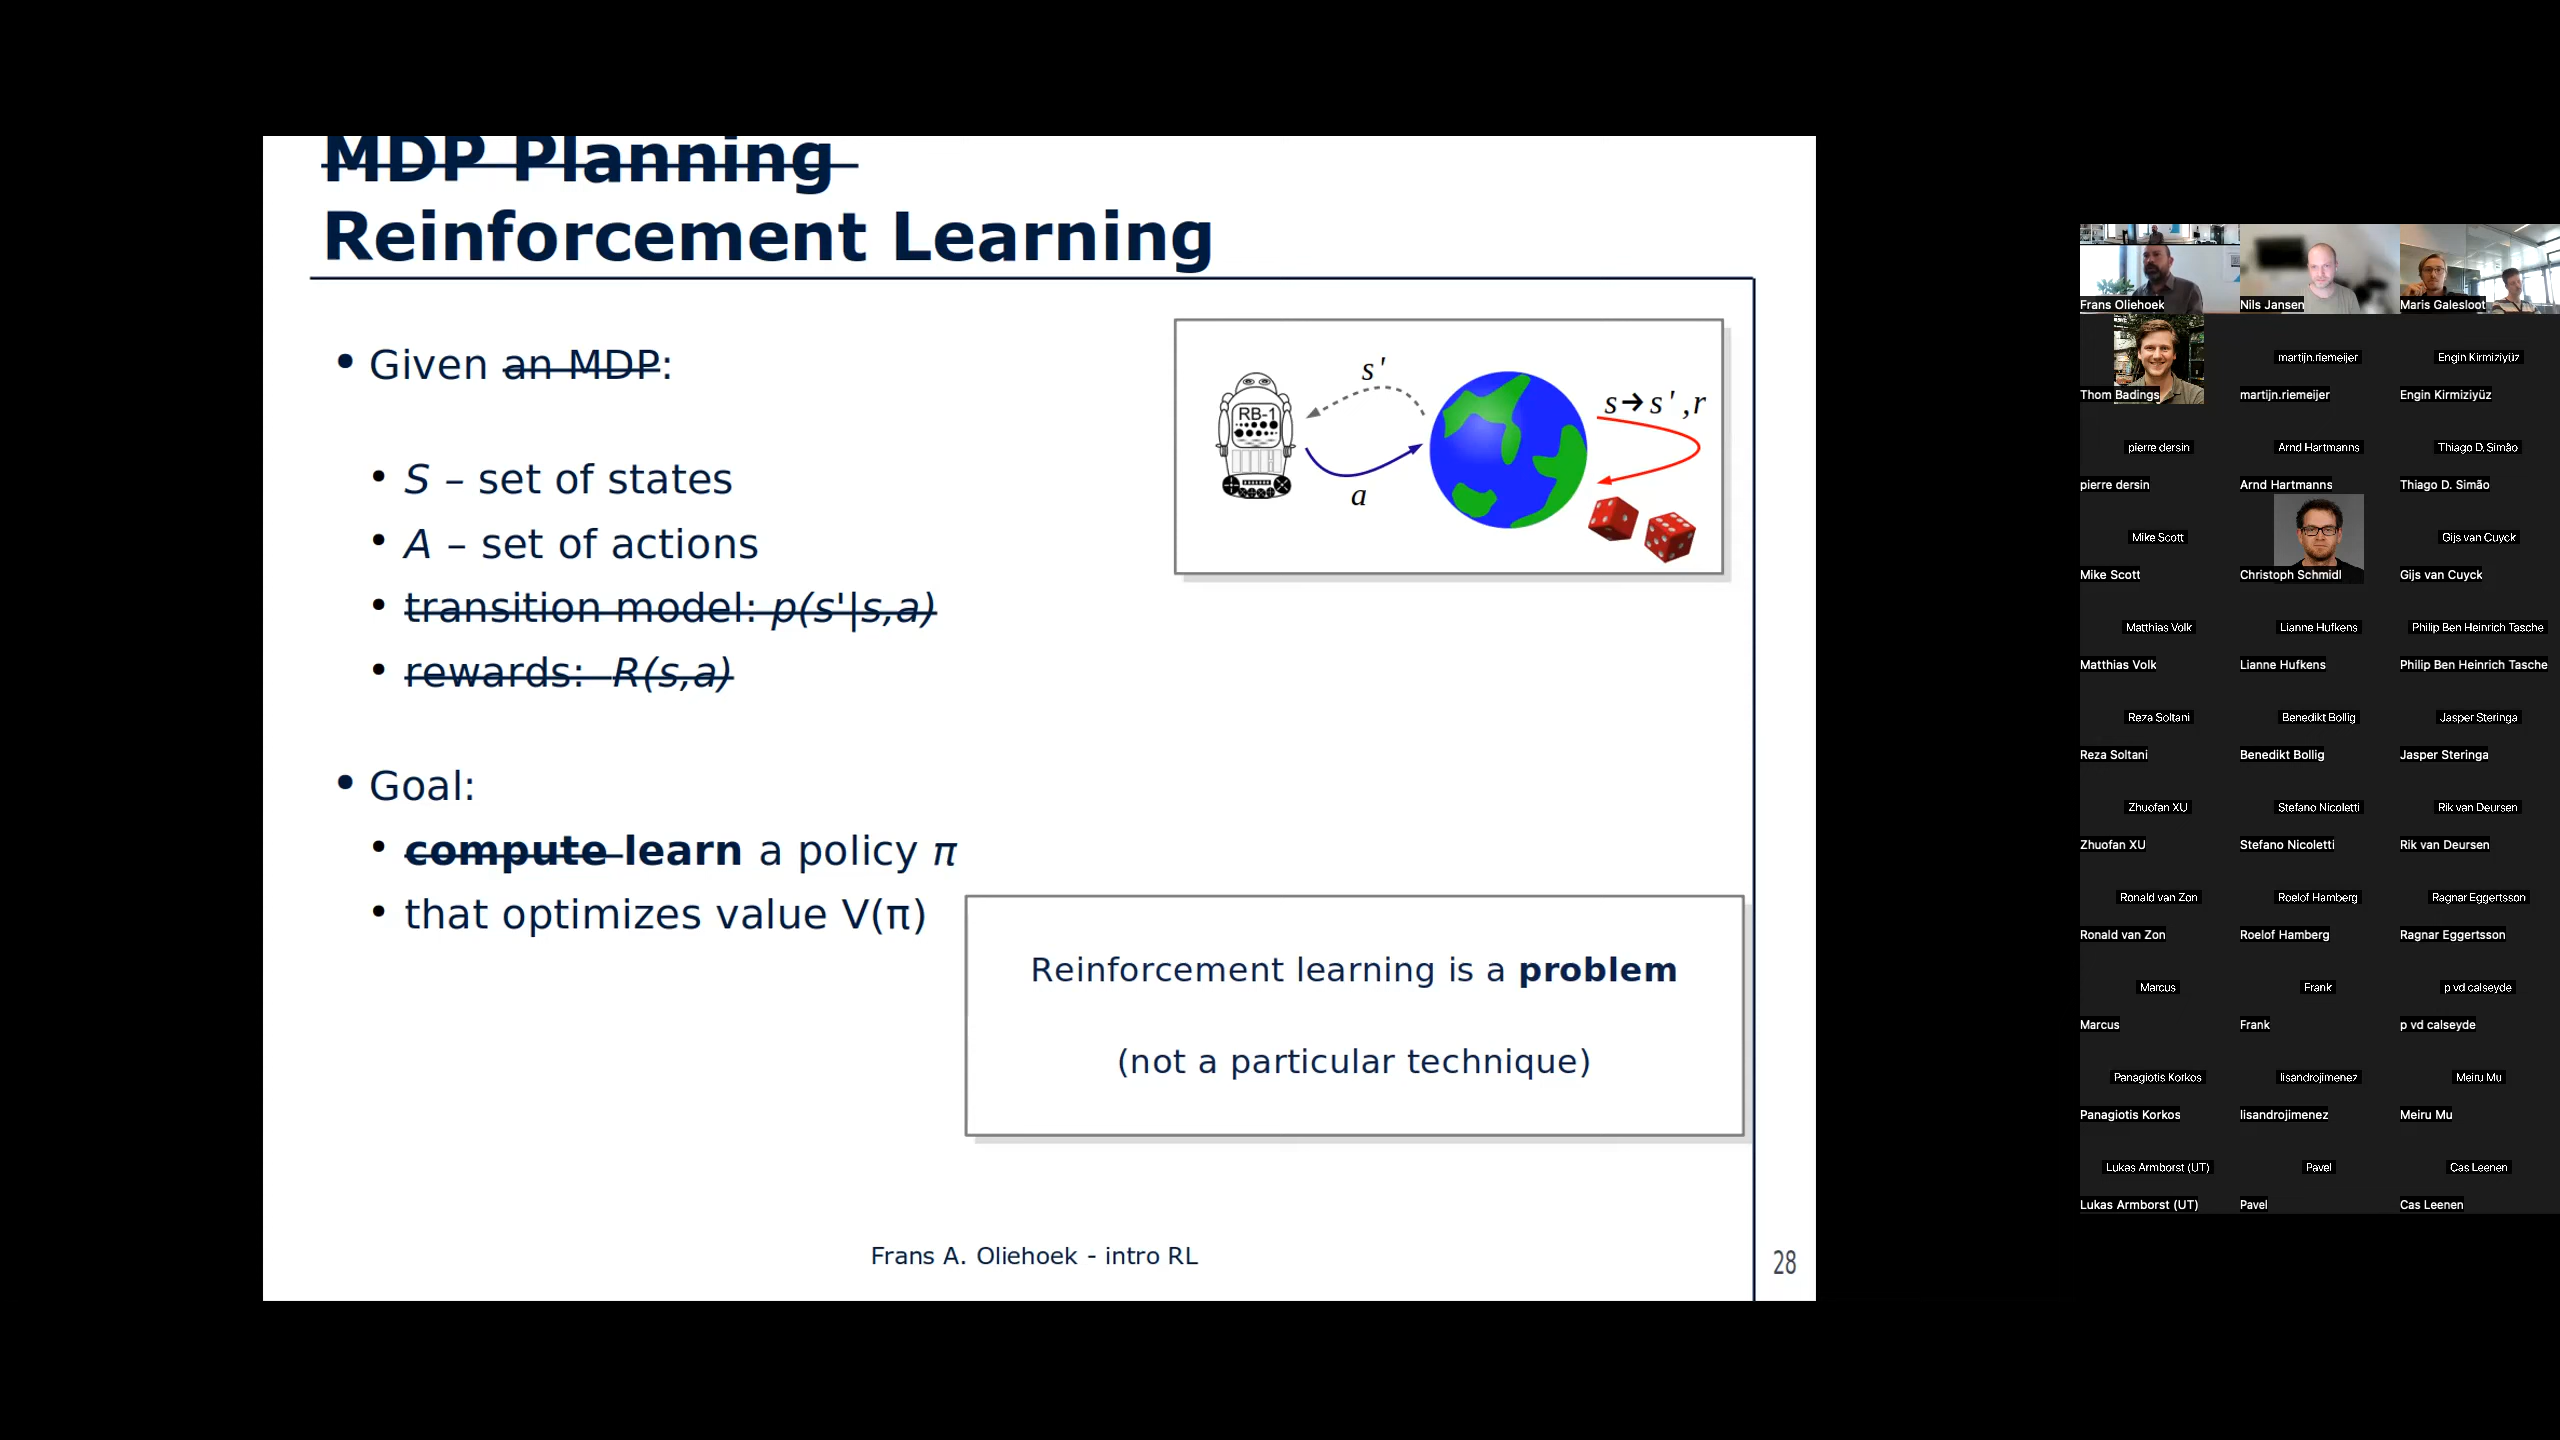 MDP Planning
Reinforcement Learning
• Given an MDP:
• S – set of states
• A – set of actions
• transition model: p(s'|s,a)
• rewards: R(s,a)
• Goal:
• compute learn a policy π
• that optimizes value V(π)
RB-1
s'
a
s→s',r
Reinforcement learning is a problem
(not a particular technique)
Frans A. Oliehoek - intro RL
28
Frans Oliehoek
Nils Jansen
Maris Galesloot
martijn.riemeijer
Engin Kirmiziyüz
Thom Badings
martijn.riemeijer
Engin Kirmiziyüz
pierre dersin
Arnd Hartmanns
Thiago D. Simão
pierre dersin
Arnd Hartmanns
Thiago D. Simão
Mike Scott
Gijs van Cuyck
Mike Scott
Christoph Schmidl
Gijs van Cuyck
Matthias Volk
Lianne Hufkens
Philip Ben Heinrich Tasche
Matthias Volk
Lianne Hufkens
Philip Ben Heinrich Tasche
Reza Soltani
Benedikt Bollig
Jasper Steringa
Reza Soltani
Benedikt Bollig
Jasper Steringa
Zhuofan XU
Stefano Nicoletti
Rik van Deursen
Zhuofan XU
Stefano Nicoletti
Rik van Deursen
Ronald van Zon
Roelof Hamberg
Ragnar Eggertsson
Ronald van Zon
Roelof Hamberg
Ragnar Eggertsson
Marcus
Frank
p vd calseyde
Marcus
Frank
p vd calseyde
Panagiotis Korkos
lisandrojimenez
Meiru Mu
Panagiotis Korkos
lisandrojimenez
Meiru Mu
Lukas Armborst (UT)
Pavel
Cas Leenen
Lukas Armborst (UT)
Pavel
Cas Leenen